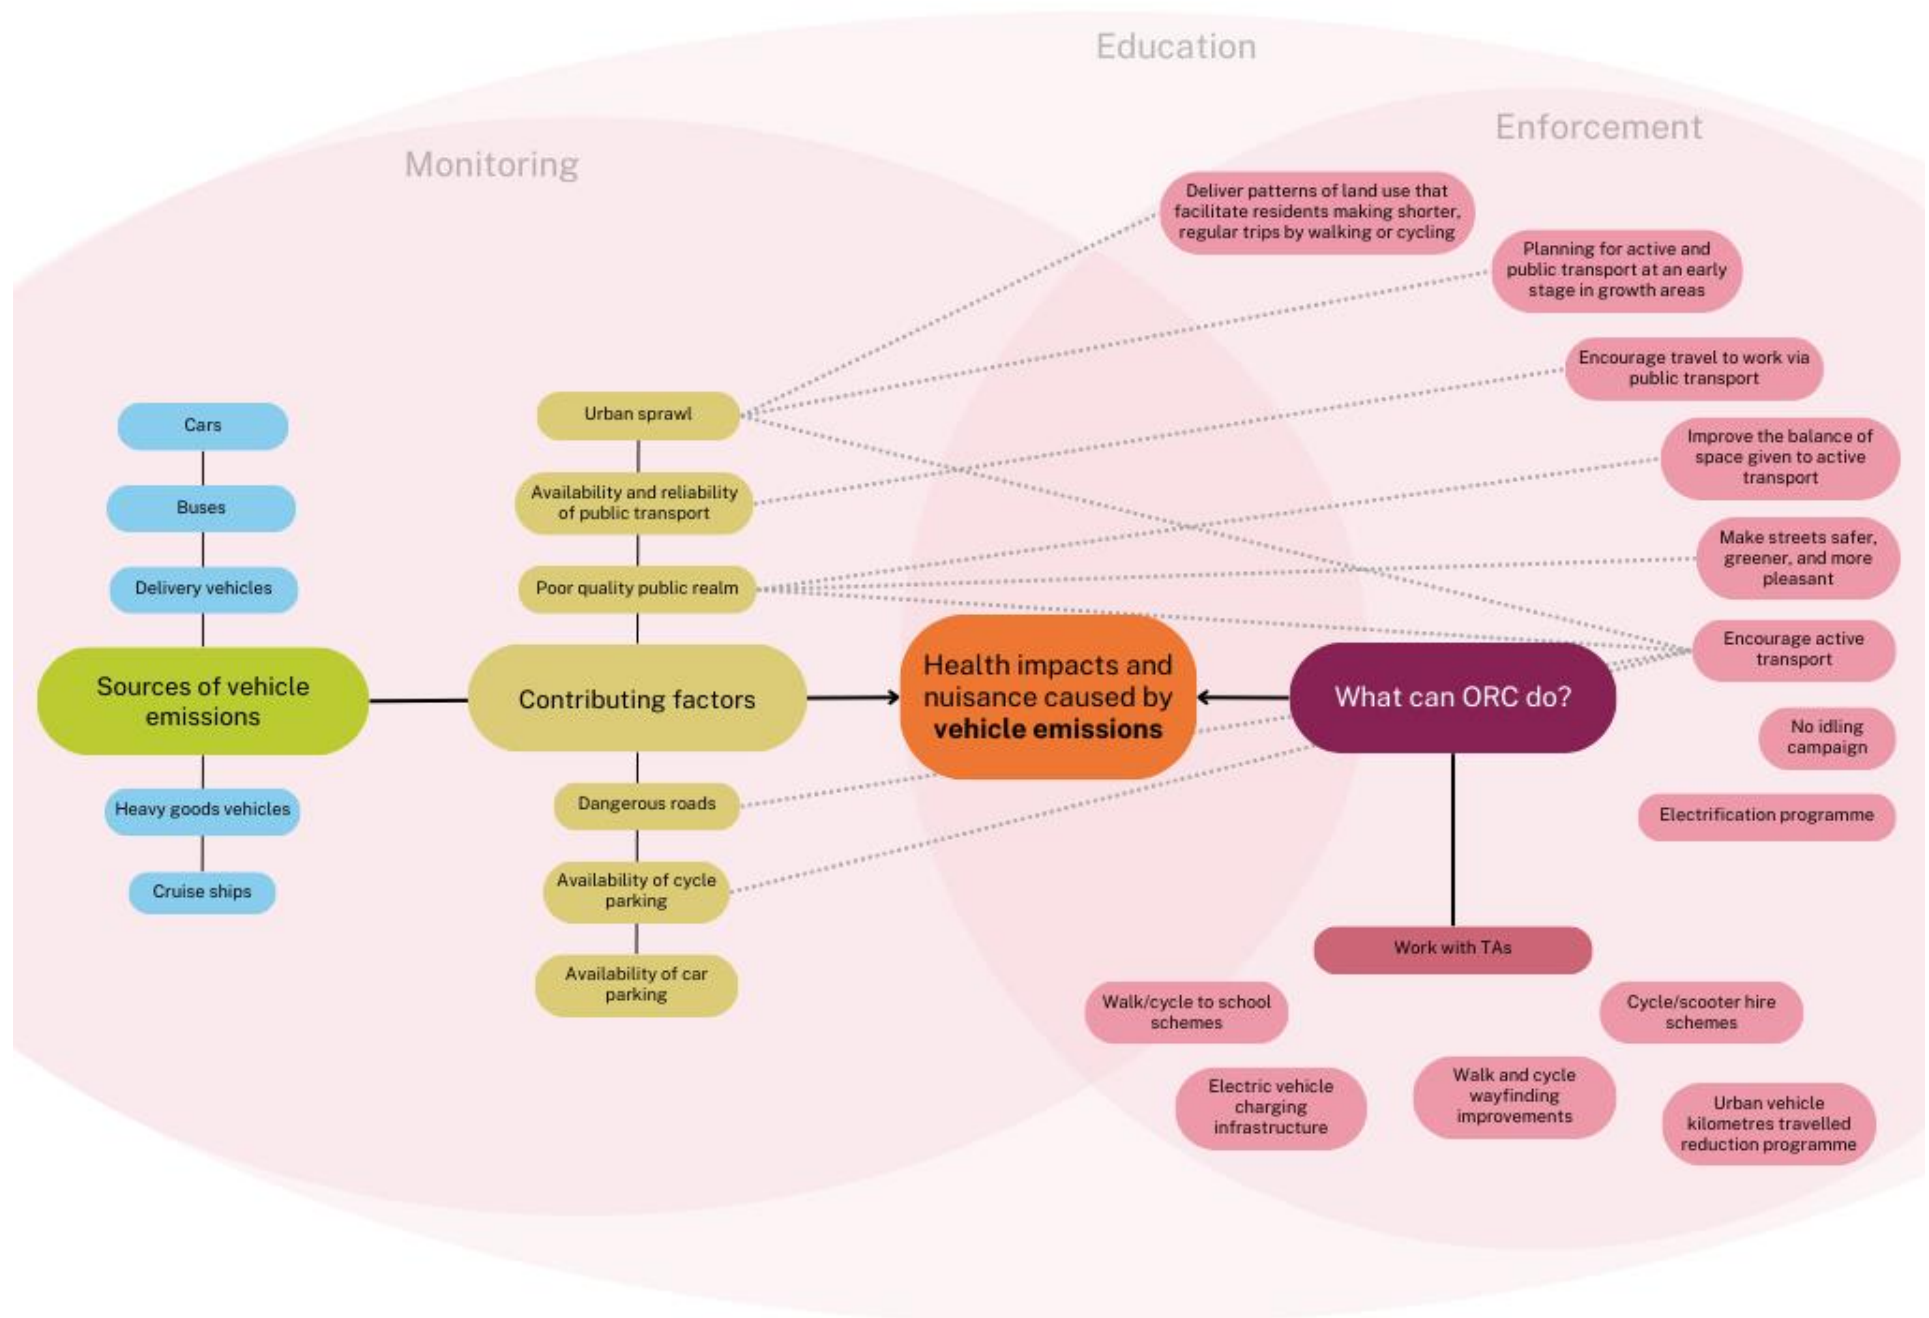 Education
Enforcement
Monitoring
Deliver patterns of land use that
facilitate residents making shorter,
regular trips by walking or cycling
Planning for active and
public transport at an early
stage in growth areas
Encourage travel to work via
public transport
Improve the balance of
space given to active
transport
Make streets safer,
greener, and more
pleasant
Encourage active
transport
No idling
campaign
Electrification programme
Cars
Buses
Delivery vehicles
Sources of vehicle
emissions
Heavy goods vehicles
Cruise ships
Urban sprawl
Availability and reliability
of public transport
Poor quality public realm
Contributing factors
Dangerous roads
Availability of cycle
parking
Availability of car
parking
Health impacts and
nuisance caused by
vehicle emissions
What can ORC do?
Work with TAs
Walk/cycle to school
schemes
Cycle/scooter hire
schemes
Electric vehicle
charging
infrastructure
Walk and cycle
wayfinding
improvements
Urban vehicle
kilometres travelled
reduction programme